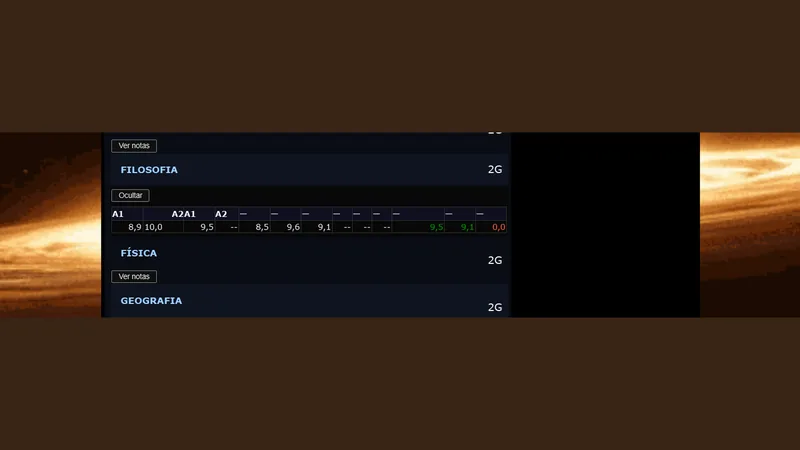 Ver notas
FILOSOFIA 2G
Ocultar
A1 A2A1 A2 — — — — — — — — —
8,9 10,0 9,5 -- 8,5 9,6 9,1 -- -- -- 9,5 9,1 0,0
FÍSICA 2G
Ver notas
GEOGRAFIA 2G